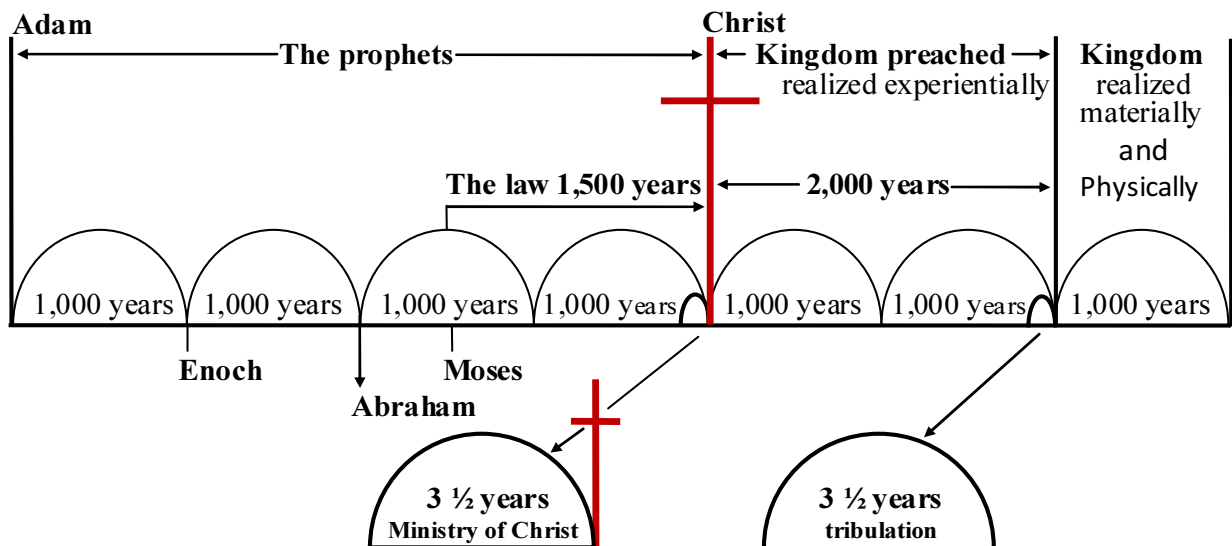 Adam
Christ
The prophets
Kingdom preached
realized experientially
Kingdom
realized
materially
and
Physically
The law 1,500 years
2,000 years
1,000 years
1,000 years
1,000 years
1,000 years
1,000 years
1,000 years
1,000 years
Enoch
Moses
Abraham
3 ½ years
Ministry of Christ
3 ½ years
tribulation